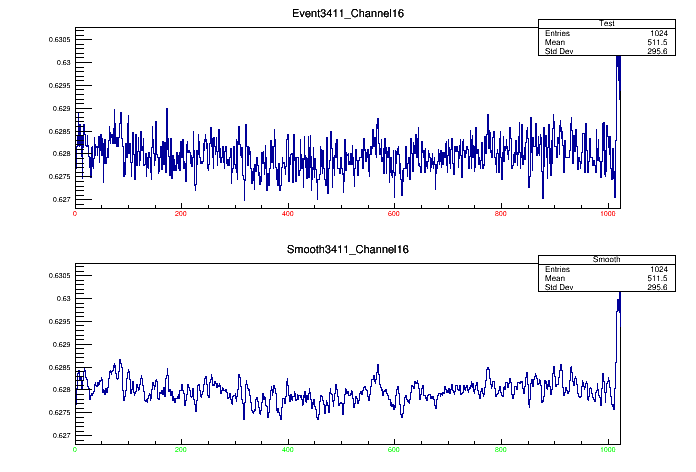 Event3411_Channel16
Test
Entries 1024
Mean 511.5
Std Dev 295.6
0.6305
0.63
0.6295
0.629
0.6285
0.628
0.6275
0.627
0 200 400 600 800 1000
Smooth3411_Channel16
Smooth
Entries 1024
Mean 511.5
Std Dev 295.6
0.6305
0.63
0.6295
0.629
0.6285
0.628
0.6275
0.627
0 200 400 600 800 1000